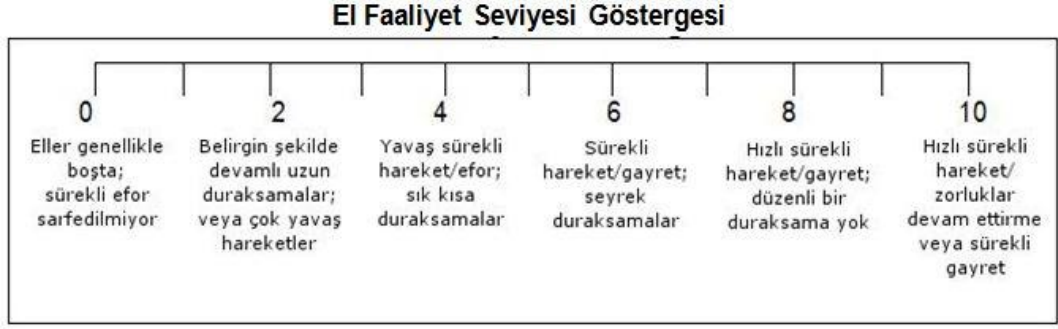 El Faaliyet Seviyesi Göstergesi
0
2
4
6
8
10
Eller genellikle
boşta;
sürekli efor
sarfedilmiyor
Belirgin şekilde
devamlı uzun
duraksamalar;
veya çok yavaş
hareketler
Yavaş sürekli
hareket/efor;
sık kısa
duraksamalar
Sürekli
hareket/gayret;
seyrek
duraksamalar
Hızlı sürekli
hareket/gayret;
düzenli bir
duraksama yok
Hızlı sürekli
hareket/
zorluklar
devam ettirme
veya sürekli
gayret